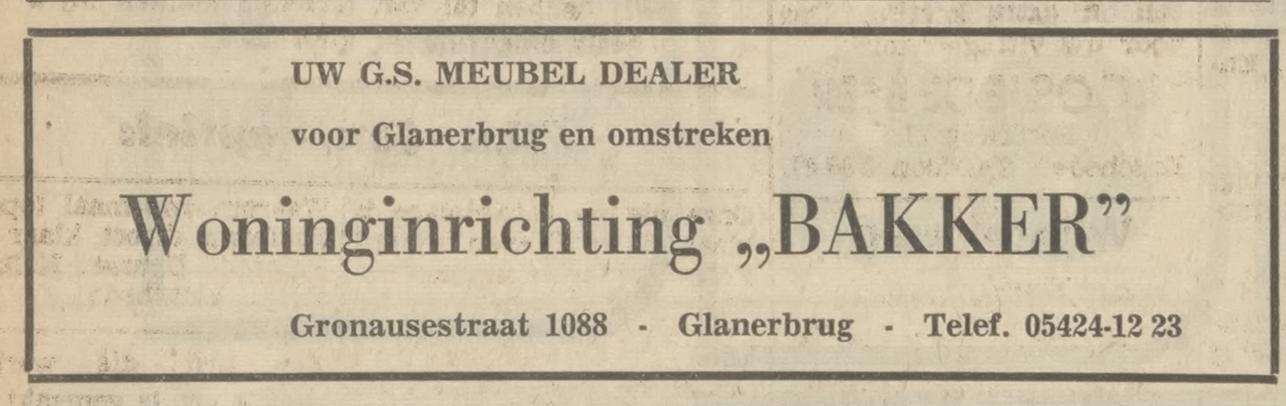 UW G.S. MEUBEL DEALER
voor Glanerbrug en omstreken
Woninginrichting „BAKKER”
Gronausestraat 1088 - Glanerbrug - Telef. 05424-12 23